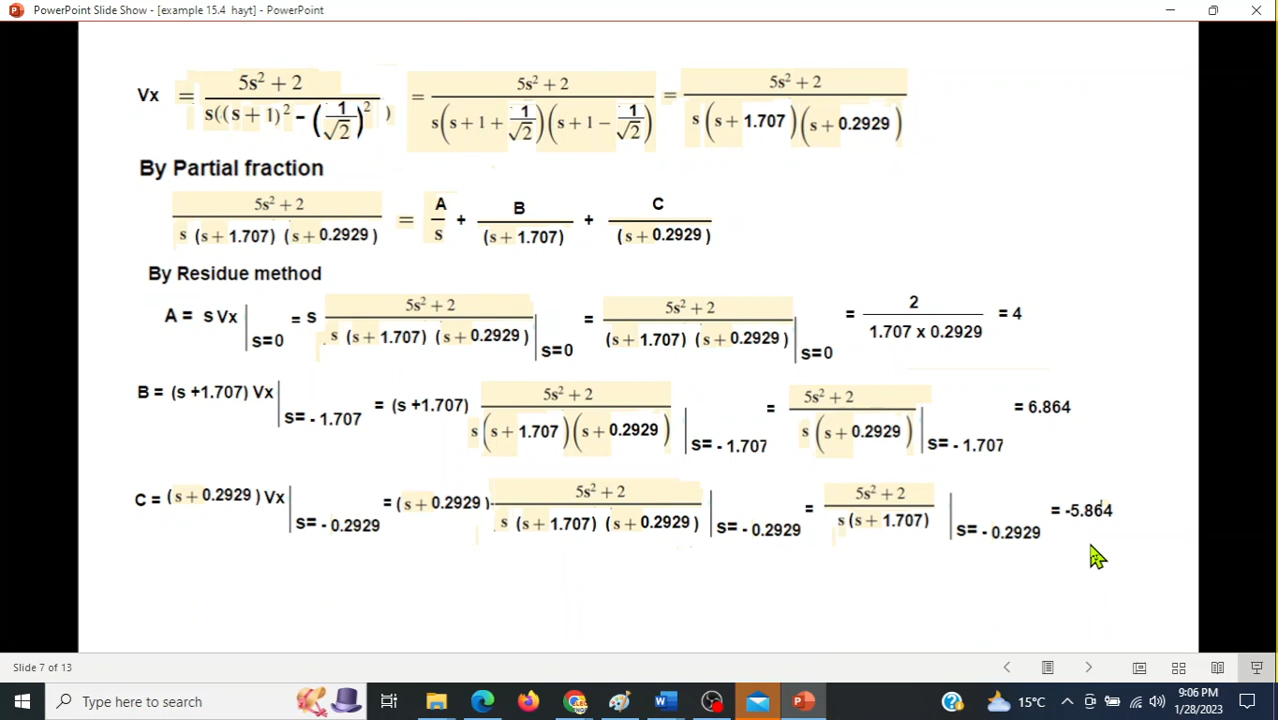 PowerPoint Slide Show - [example 15.4 hayt] - PowerPoint
Vx = (5s² + 2) / (s((s + 1)² - (1/√2)²)) = (5s² + 2) / (s(s + 1 + 1/√2)(s + 1 − 1/√2)) = (5s² + 2) / (s(s + 1.707)(s + 0.2929))
By Partial fraction
(5s² + 2) / (s (s + 1.707) (s + 0.2929)) = A/s + B/(s + 1.707) + C/(s + 0.2929)
By Residue method
A = s Vx | s=0 = s (5s² + 2) / (s (s + 1.707) (s + 0.2929)) | s=0 = (5s² + 2) / ((s + 1.707) (s + 0.2929)) | s=0 = 2 / (1.707 x 0.2929) = 4
B = (s +1.707) Vx | s= - 1.707 = (s +1.707) (5s² + 2) / (s(s + 1.707)(s + 0.2929)) | s= - 1.707 = (5s² + 2) / (s(s + 0.2929)) | s= - 1.707 = 6.864
C = (s + 0.2929) Vx | s= - 0.2929 = (s + 0.2929) (5s² + 2) / (s (s + 1.707) (s + 0.2929)) | s= - 0.2929 = (5s² + 2) / (s (s + 1.707)) | s= - 0.2929 = -5.864
Slide 7 of 13
Type here to search
15°C
9:06 PM
1/28/2023